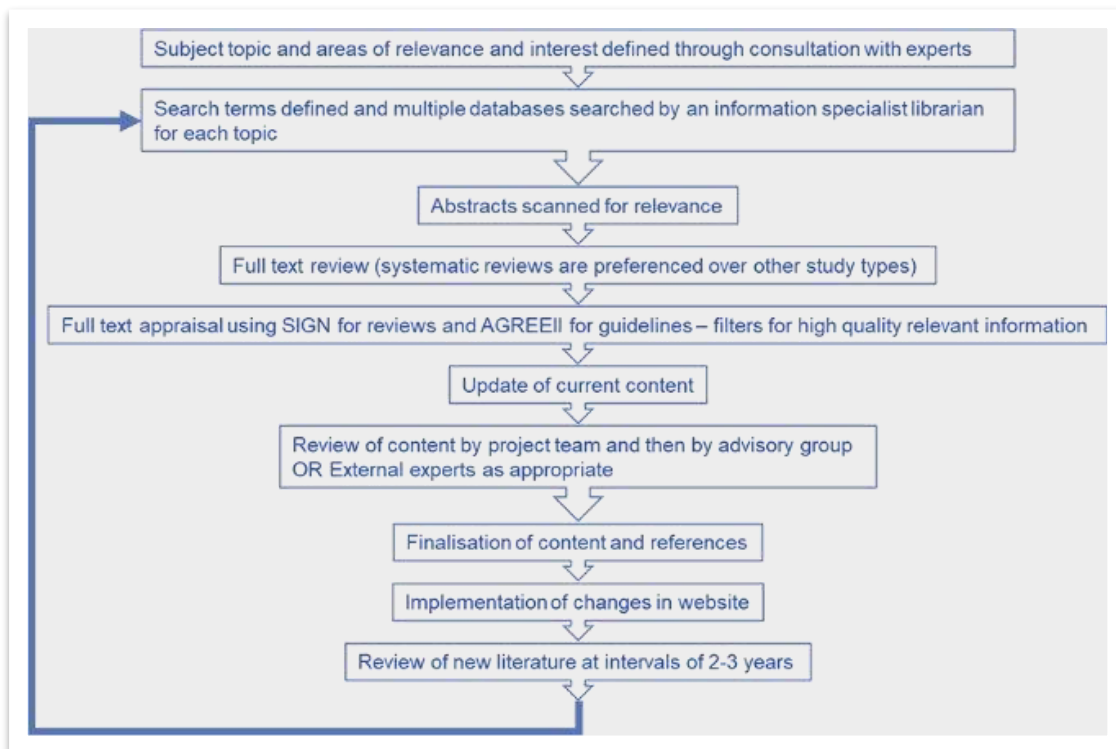 Subject topic and areas of relevance and interest defined through consultation with experts
Search terms defined and multiple databases searched by an information specialist librarian
for each topic
Abstracts scanned for relevance
Full text review (systematic reviews are preferenced over other study types)
Full text appraisal using SIGN for reviews and AGREEII for guidelines – filters for high quality relevant information
Update of current content
Review of content by project team and then by advisory group
OR External experts as appropriate
Finalisation of content and references
Implementation of changes in website
Review of new literature at intervals of 2-3 years